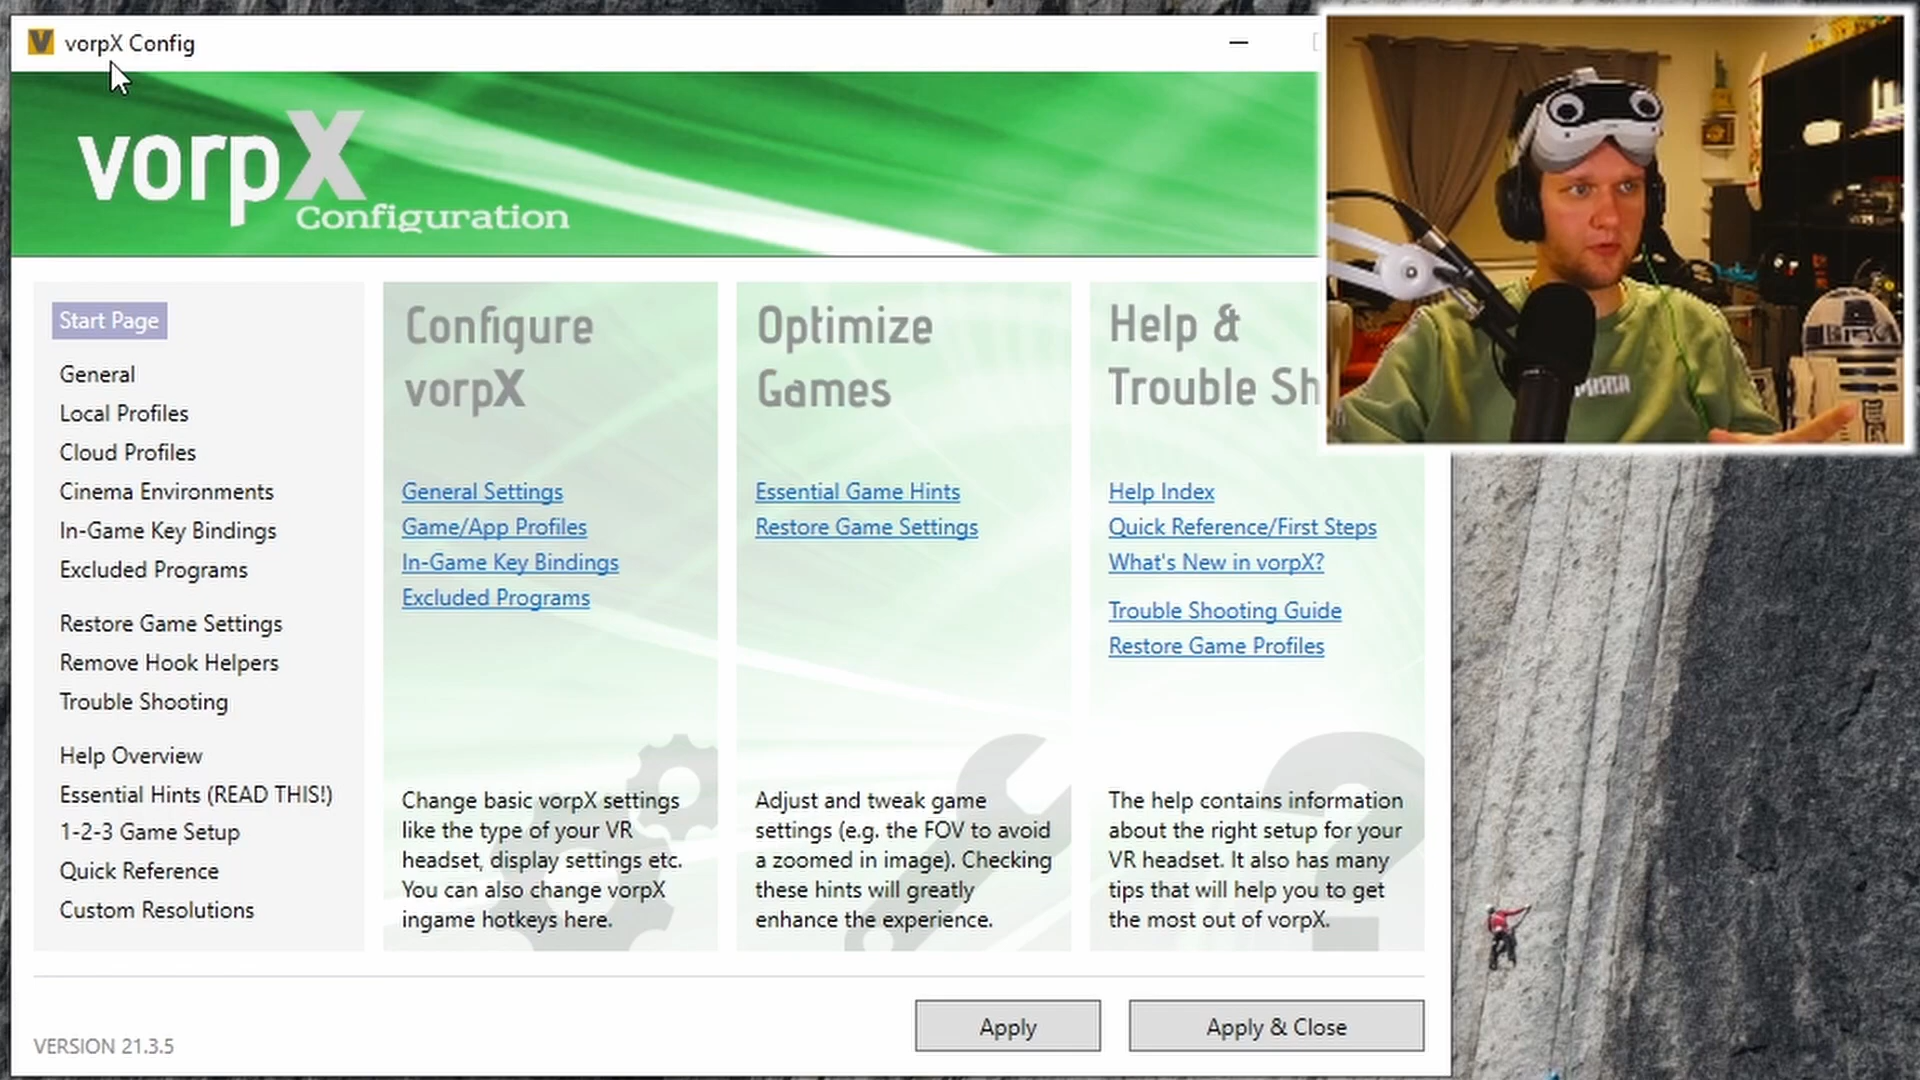 vorpX Config
vorpX
Configuration
Start Page
General
Local Profiles
Cloud Profiles
Cinema Environments
In-Game Key Bindings
Excluded Programs
Restore Game Settings
Remove Hook Helpers
Trouble Shooting
Help Overview
Essential Hints (READ THIS!)
1-2-3 Game Setup
Quick Reference
Custom Resolutions
Configure
vorpX
General Settings
Game/App Profiles
In-Game Key Bindings
Excluded Programs
Change basic vorpX settings
like the type of your VR
headset, display settings etc.
You can also change vorpX
ingame hotkeys here.
Optimize
Games
Essential Game Hints
Restore Game Settings
Adjust and tweak game
settings (e.g. the FOV to avoid
a zoomed in image). Checking
these hints will greatly
enhance the experience.
Help &
Trouble Sh
Help Index
Quick Reference/First Steps
What's New in vorpX?
Trouble Shooting Guide
Restore Game Profiles
The help contains information
about the right setup for your
VR headset. It also has many
tips that will help you to get
the most out of vorpX.
VERSION 21.3.5
Apply
Apply & Close
PUMA